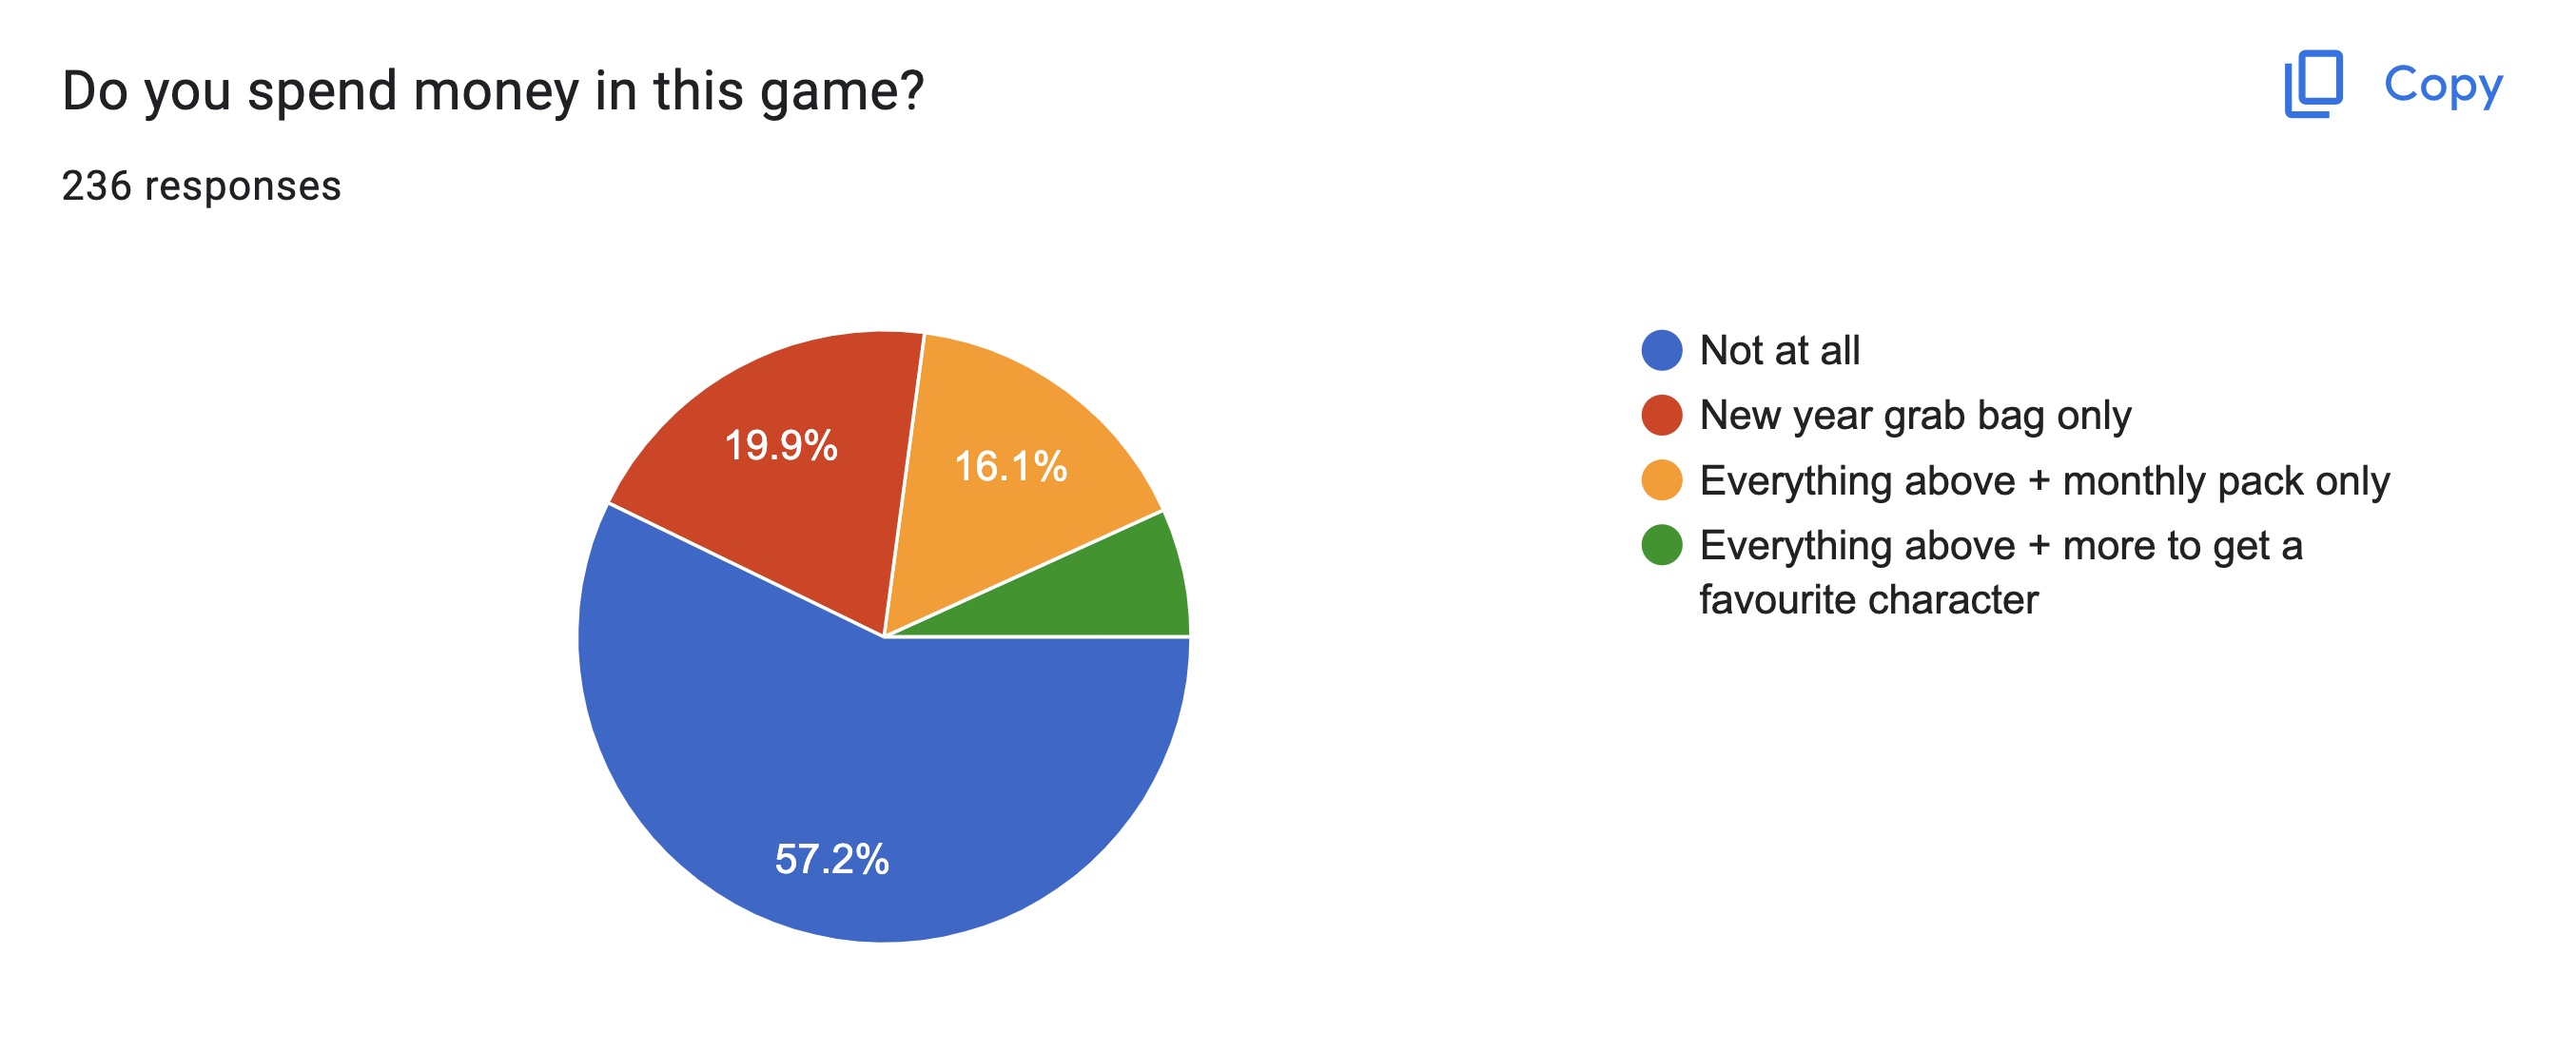 Do you spend money in this game?
Copy
236 responses
19.9%
16.1%
57.2%
Not at all
New year grab bag only
Everything above + monthly pack only
Everything above + more to get a
favourite character